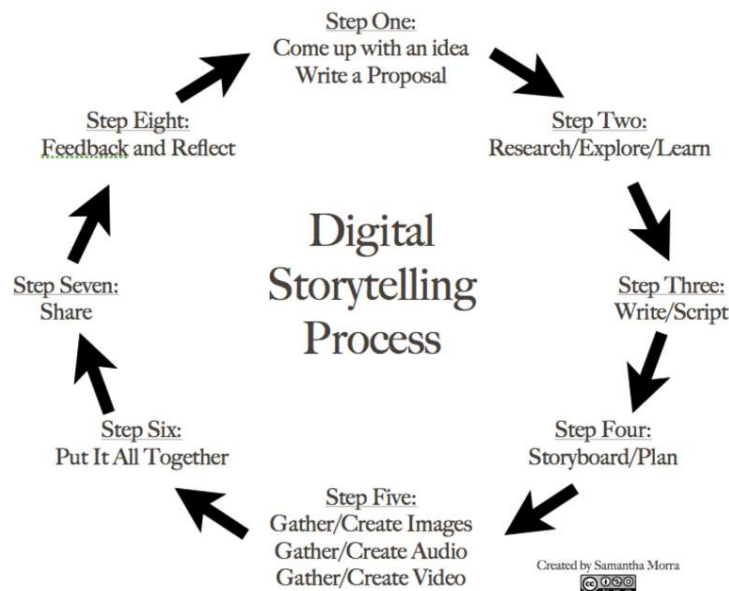 Step One:
Come up with an idea
Write a Proposal
Step Two:
Research/Explore/Learn
Step Three:
Write/Script
Step Four:
Storyboard/Plan
Step Five:
Gather/Create Images
Gather/Create Audio
Gather/Create Video
Step Six:
Put It All Together
Step Seven:
Share
Step Eight:
Feedback and Reflect
Digital
Storytelling
Process
Created by Samantha Morra
cc